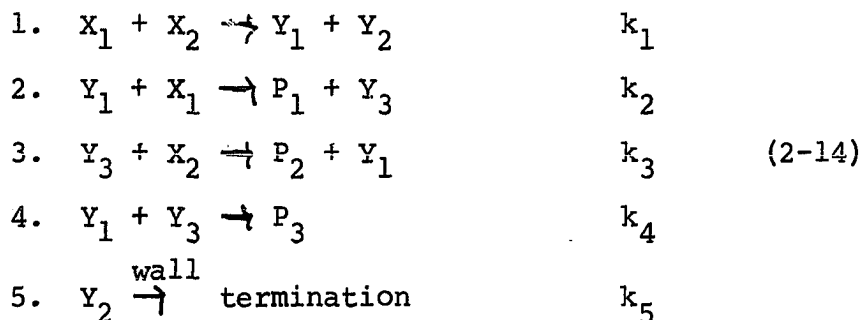 1. X₁ + X₂ → Y₁ + Y₂ k₁
2. Y₁ + X₁ → P₁ + Y₃ k₂
3. Y₃ + X₂ → P₂ + Y₁ k₃ (2-14)
4. Y₁ + Y₃ → P₃ k₄
wall
5. Y₂ → termination k₅